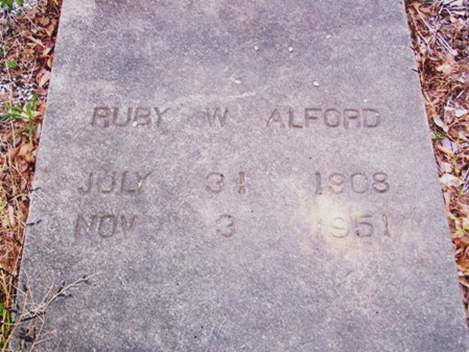 RUBY W ALFORD
JULY 31 1908
NOV 3 1951